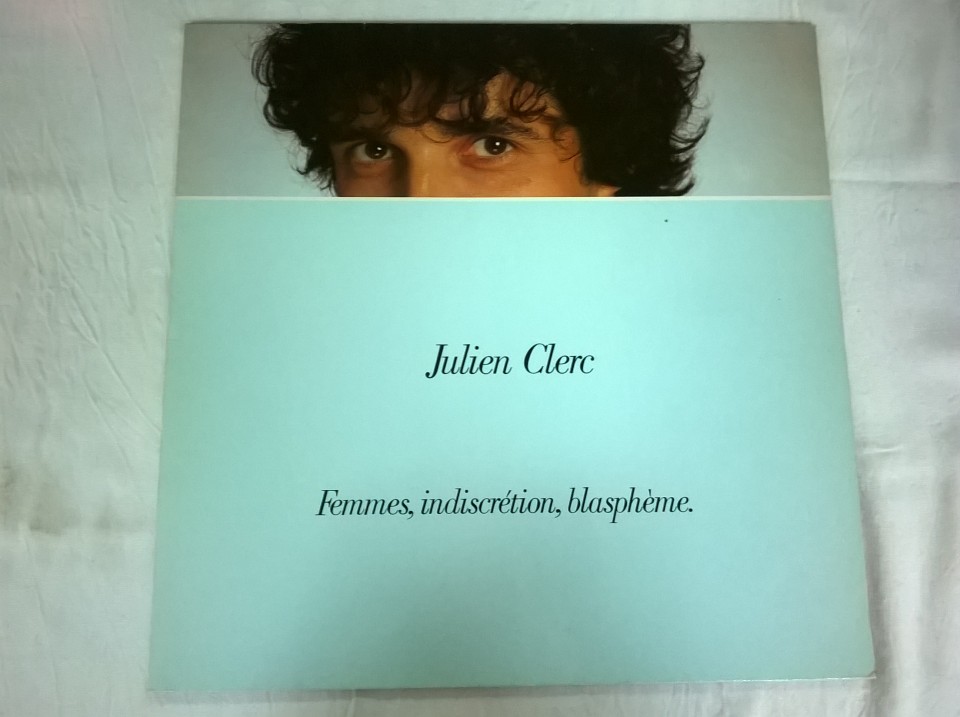 Julien Clerc
Femmes, indiscrétion, blasphème.